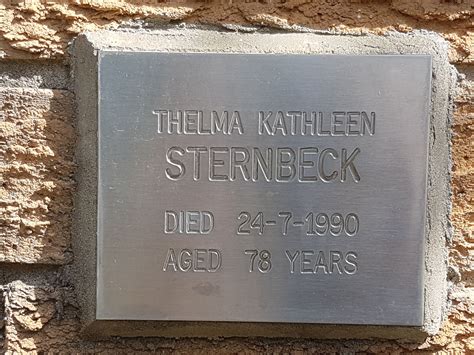 THELMA KATHLEEN
STERNBECK
DIED 24-7-1990
AGED 78 YEARS